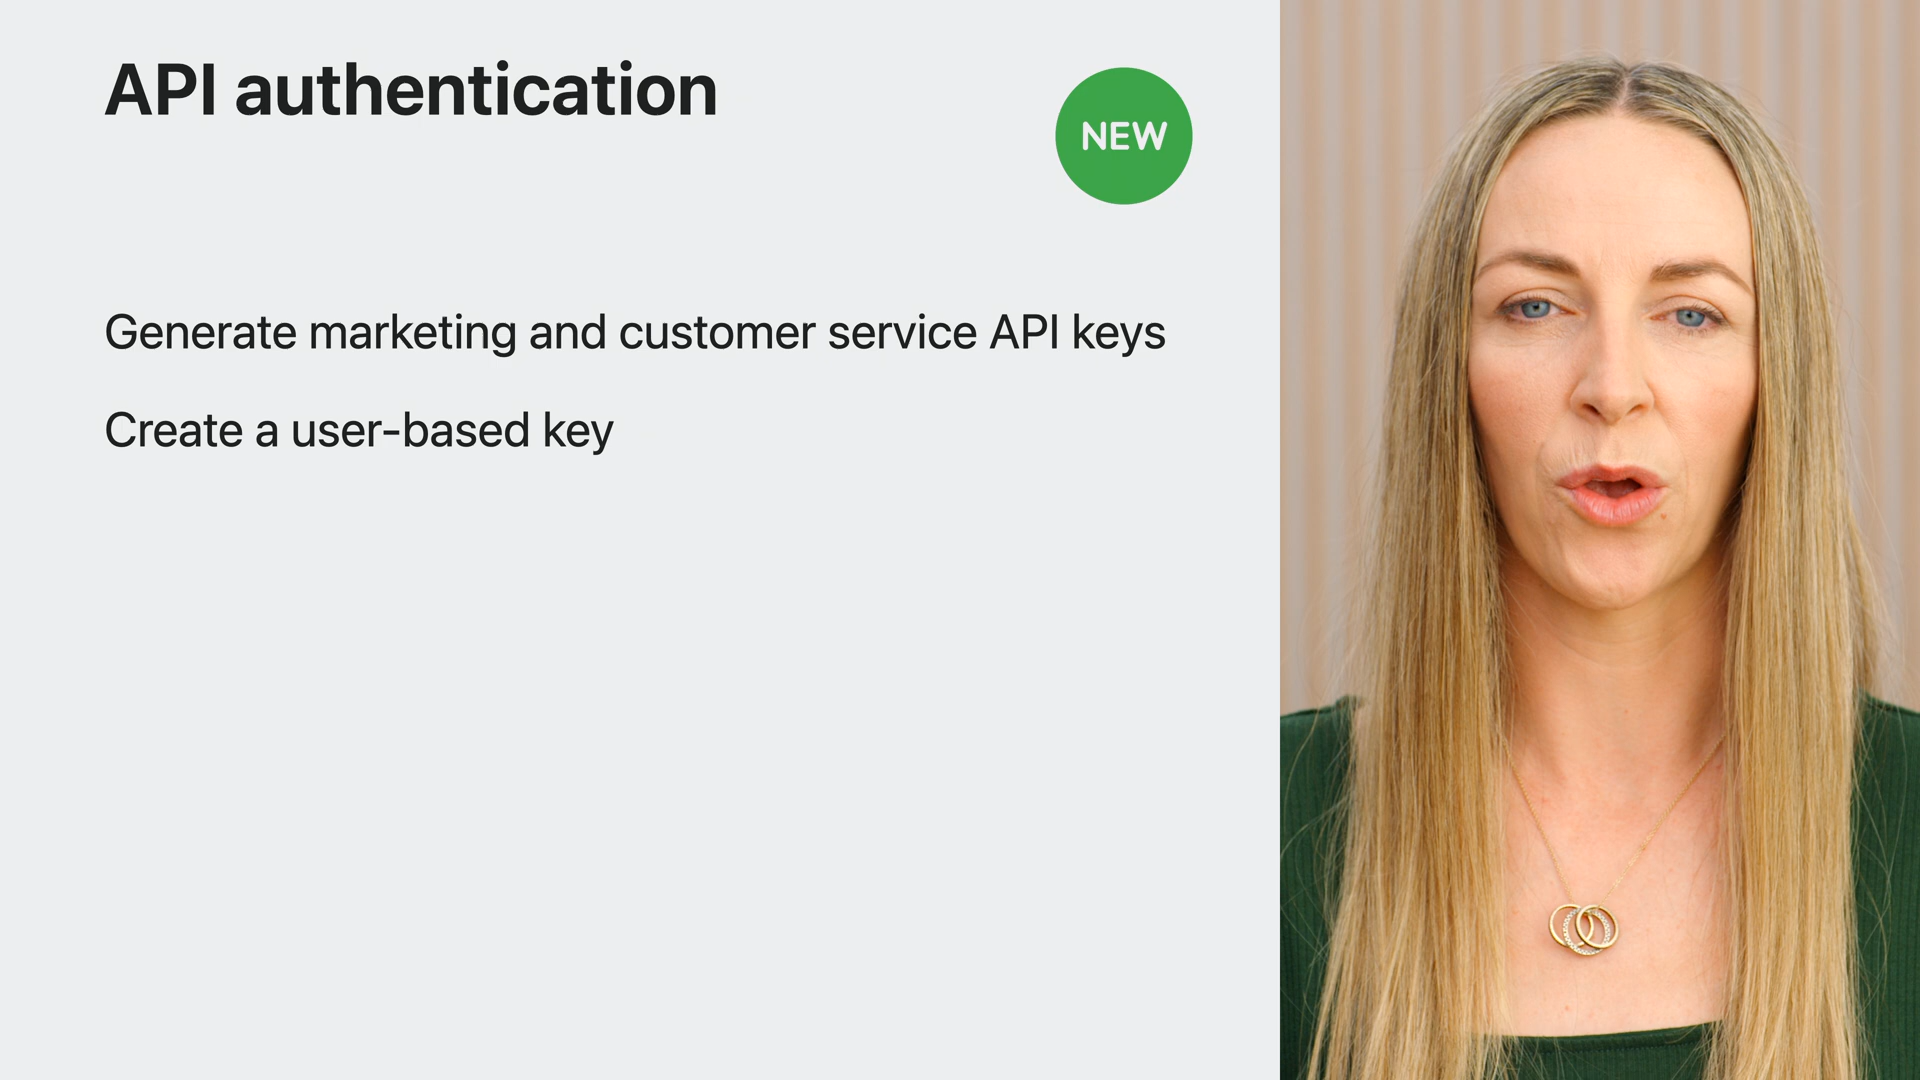 API authentication
NEW
Generate marketing and customer service API keys
Create a user-based key